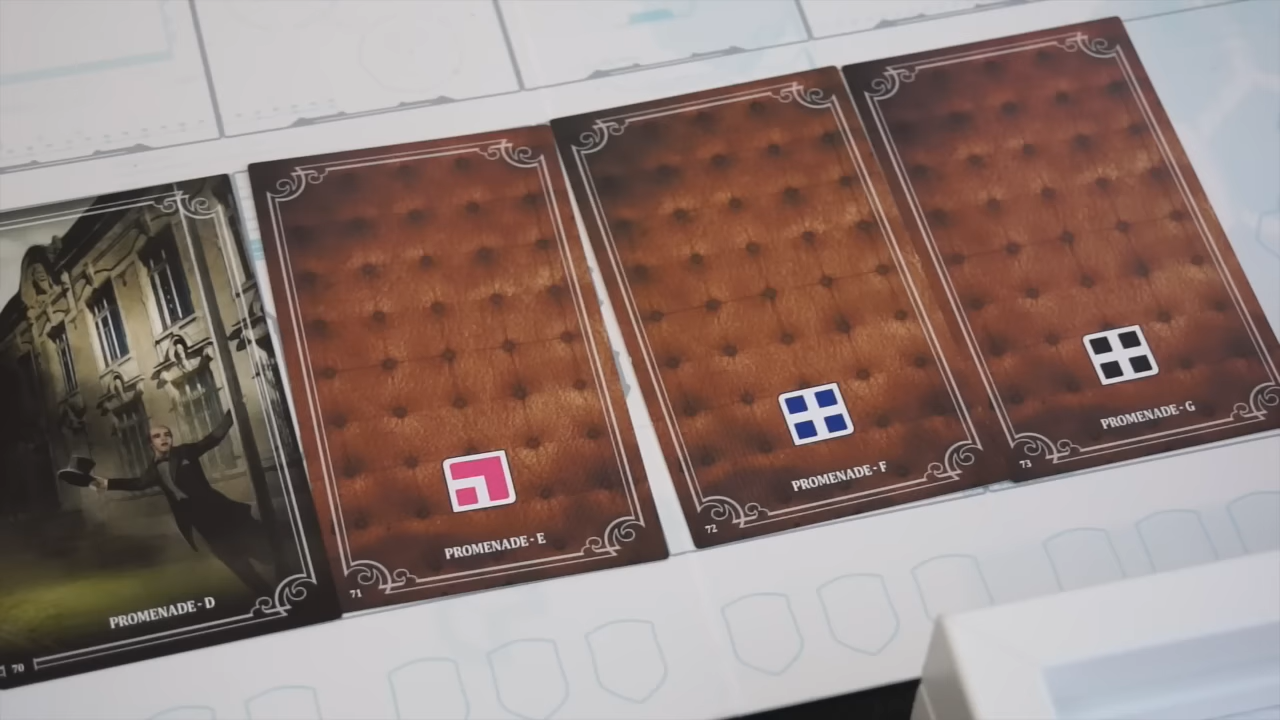 PROMENADE - D
70
PROMENADE - E
71
PROMENADE - F
72
PROMENADE - G
73